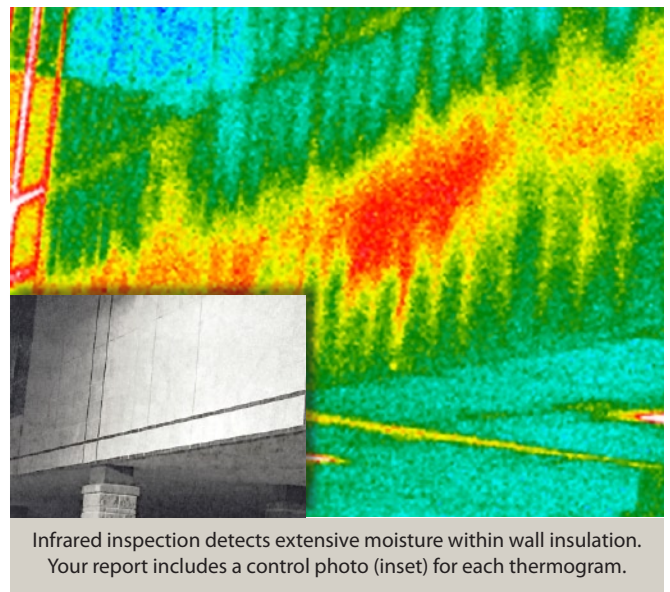 Infrared inspection detects extensive moisture within wall insulation.
Your report includes a control photo (inset) for each thermogram.